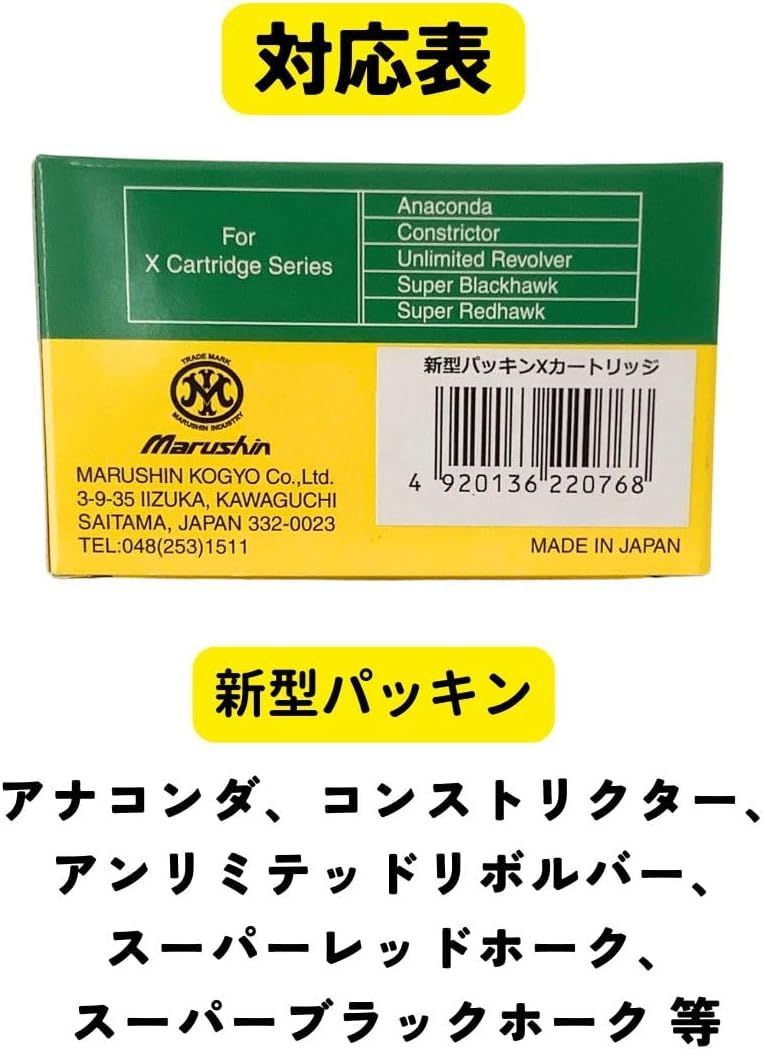 対応表
For
X Cartridge Series
Anaconda
Constrictor
Unlimited Revolver
Super Blackhawk
Super Redhawk
TRADE MARK
MARUSHIN INDUSTRY
Marushin
MARUSHIN KOGYO Co.,Ltd.
3-9-35 IIZUKA, KAWAGUCHI
SAITAMA, JAPAN 332-0023
TEL:048(253)1511
新型パッキンXカートリッジ
4 920136 220768
MADE IN JAPAN
新型パッキン
アナコンダ、コンストリクター、
アンリミテッドリボルバー、
スーパーレッドホーク、
スーパーブラックホーク 等